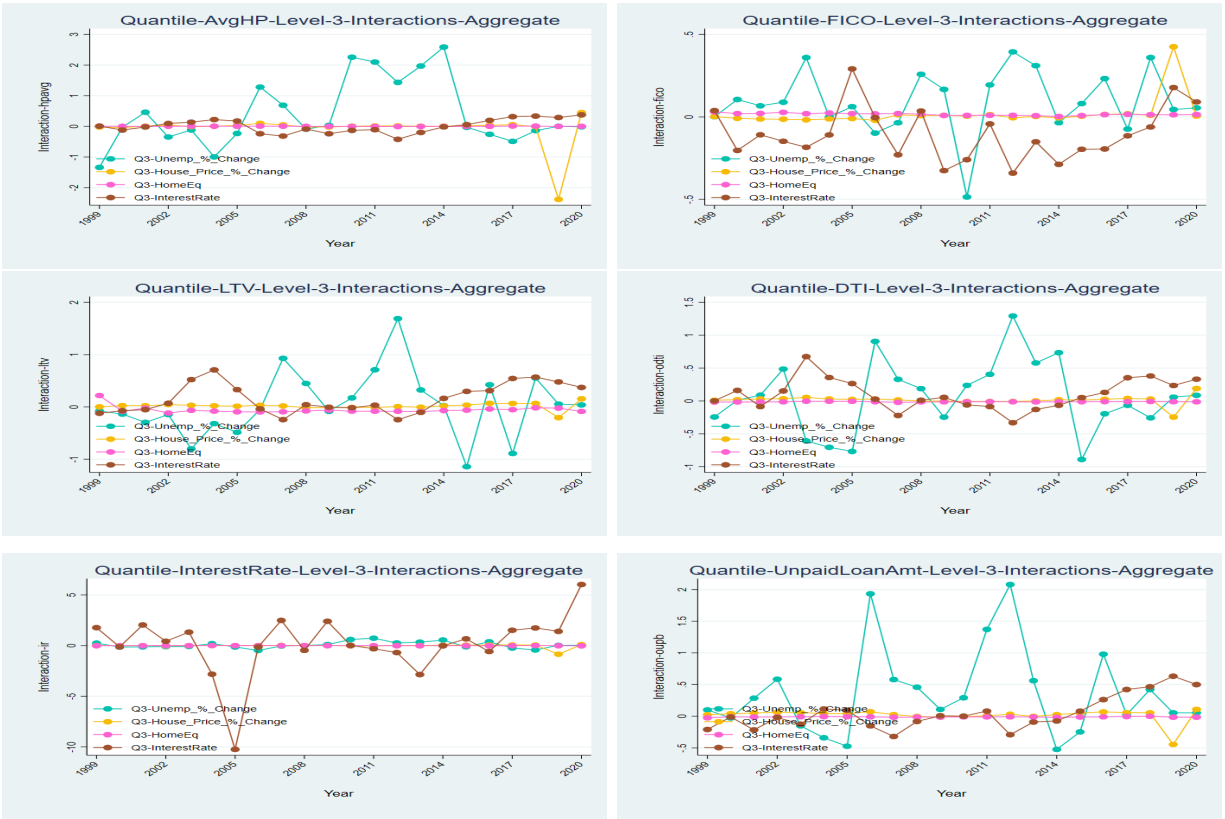 Quantile-AvgHP-Level-3-Interactions-Aggregate
Interaction-hpavg
3
2
1
0
-1
-2
Q3-Unemp_%_Change
Q3-House_Price_%_Change
Q3-HomeEq
Q3-InterestRate
1999 2002 2005 2008 2011 2014 2017 2020
Year
Quantile-FICO-Level-3-Interactions-Aggregate
Interaction-fico
.5
0
-.5
Q3-Unemp_%_Change
Q3-House_Price_%_Change
Q3-HomeEq
Q3-InterestRate
1999 2002 2005 2008 2011 2014 2017 2020
Year
Quantile-LTV-Level-3-Interactions-Aggregate
Interaction-ltv
2
1
0
-1
Q3-Unemp_%_Change
Q3-House_Price_%_Change
Q3-HomeEq
Q3-InterestRate
1999 2002 2005 2008 2011 2014 2017 2020
Year
Quantile-DTI-Level-3-Interactions-Aggregate
Interaction-odti
1.5
1
.5
0
-.5
-1
Q3-Unemp_%_Change
Q3-House_Price_%_Change
Q3-HomeEq
Q3-InterestRate
1999 2002 2005 2008 2011 2014 2017 2020
Year
Quantile-InterestRate-Level-3-Interactions-Aggregate
Interaction-ir
5
0
-5
-10
Q3-Unemp_%_Change
Q3-House_Price_%_Change
Q3-HomeEq
Q3-InterestRate
1999 2002 2005 2008 2011 2014 2017 2020
Year
Quantile-UnpaidLoanAmt-Level-3-Interactions-Aggregate
Interaction-oupb
2
1.5
1
.5
0
-.5
Q3-Unemp_%_Change
Q3-House_Price_%_Change
Q3-HomeEq
Q3-InterestRate
1999 2002 2005 2008 2011 2014 2017 2020
Year